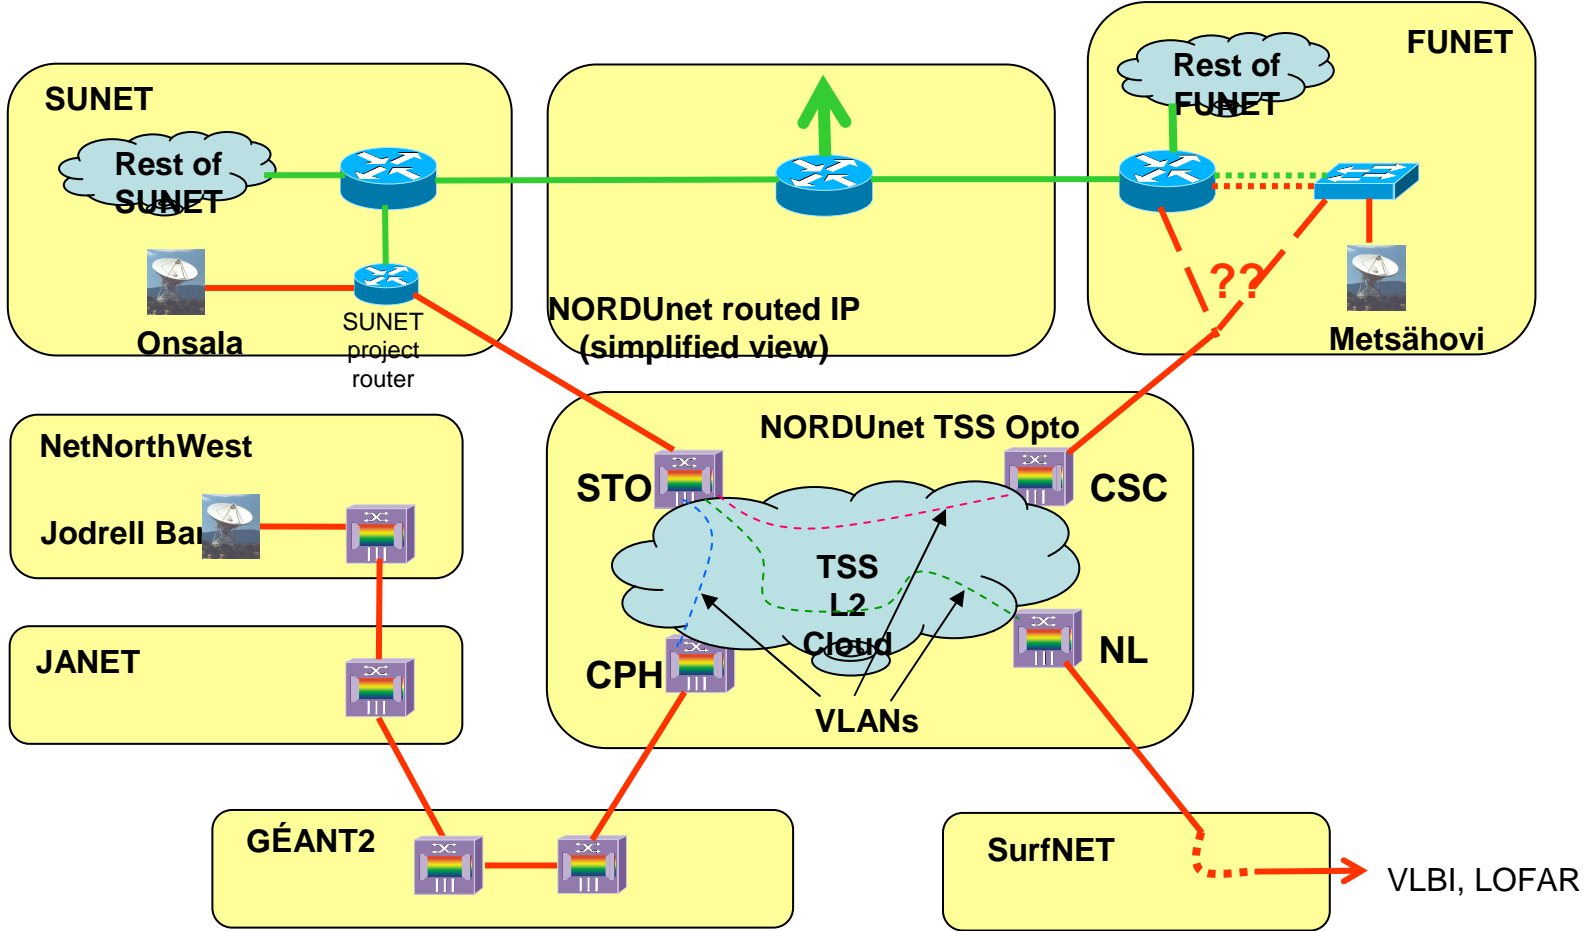 FUNET
Rest of
FUNET
SUNET
Rest of
SUNET
??
Onsala
SUNET
project
router
NORDUnet routed IP
(simplified view)
Metsähovi
NORDUnet TSS Opto
NetNorthWest
STO
CSC
Jodrell Ban
TSS
L2
Cloud
JANET
CPH
NL
VLANs
GÉANT2
SurfNET
VLBI, LOFAR